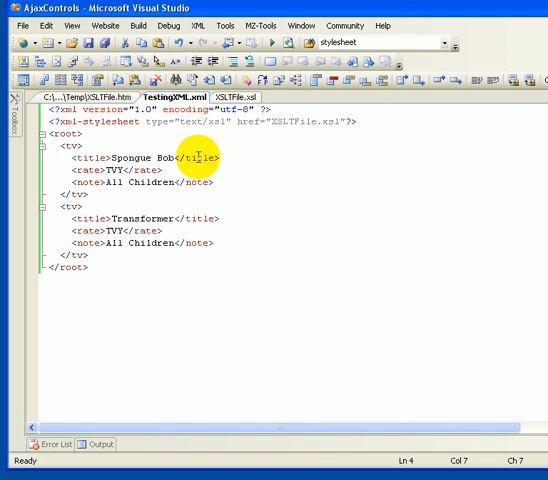 AjaxControls - Microsoft Visual Studio
File Edit View Website Build Debug XML Tools MZ-Tools Window Community Help
stylesheet
C:\...\Temp\XSLTFile.htm TestingXML.xml XSLTFile.xsl
Toolbox
<?xml version="1.0" encoding="utf-8" ?>
<?xml-stylesheet type="text/xsl" href="XSLTFile.xsl"?>
<root>
<tv>
<title>Spongue Bob</title>
<rate>TVY</rate>
<note>All Children</note>
</tv>
<tv>
<title>Transformer</title>
<rate>TVY</rate>
<note>All Children</note>
</tv>
</root>
Error List Output
Ready Ln 4 Col 7 Ch 7